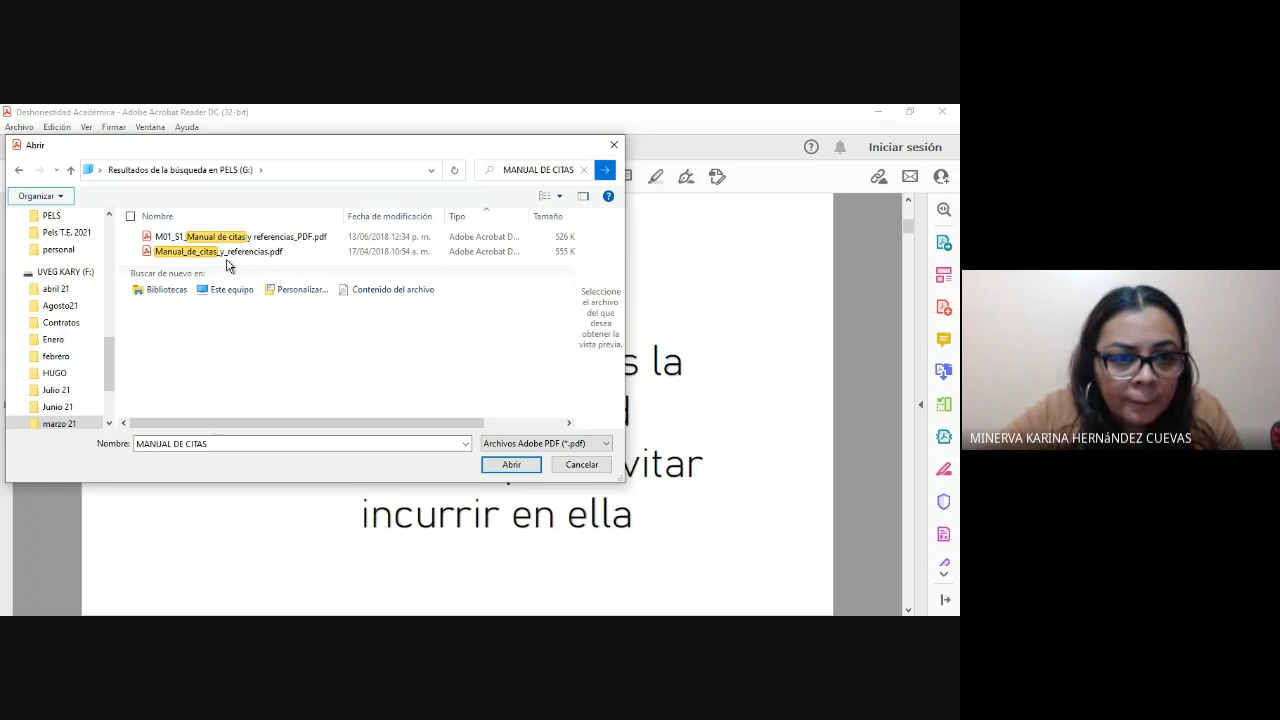 Deshonestidad Académica - Adobe Acrobat Reader DC (32-bit)
Archivo Edición Ver Firmar Ventana Ayuda
Abrir
Iniciar sesión
Resultados de la búsqueda en PELS (G:)
MANUAL DE CITAS
Organizar
Nombre Fecha de modificación Tipo Tamaño
PELS
Pels T.E. 2021
personal
UVEG KARY (F:)
abril 21
Agosto21
Contratos
Enero
febrero
HUGO
Julio 21
Junio 21
marzo 21
M01_S1_Manual de citas y referencias_PDF.pdf 13/06/2018 12:34 p. m. Adobe Acrobat D... 526 K
Manual_de_citas_y_referencias.pdf 17/04/2018 10:54 a. m. Adobe Acrobat D... 555 K
Buscar de nuevo en:
Bibliotecas Este equipo Personalizar... Contenido del archivo
Seleccione
el archivo
del que
desea
obtener la
vista previa.
Nombre: MANUAL DE CITAS Archivos Adobe PDF (*.pdf)
Abrir Cancelar
s la
d
vitar
incurrir en ella
MINERVA KARINA HERNáNDEZ CUEVAS